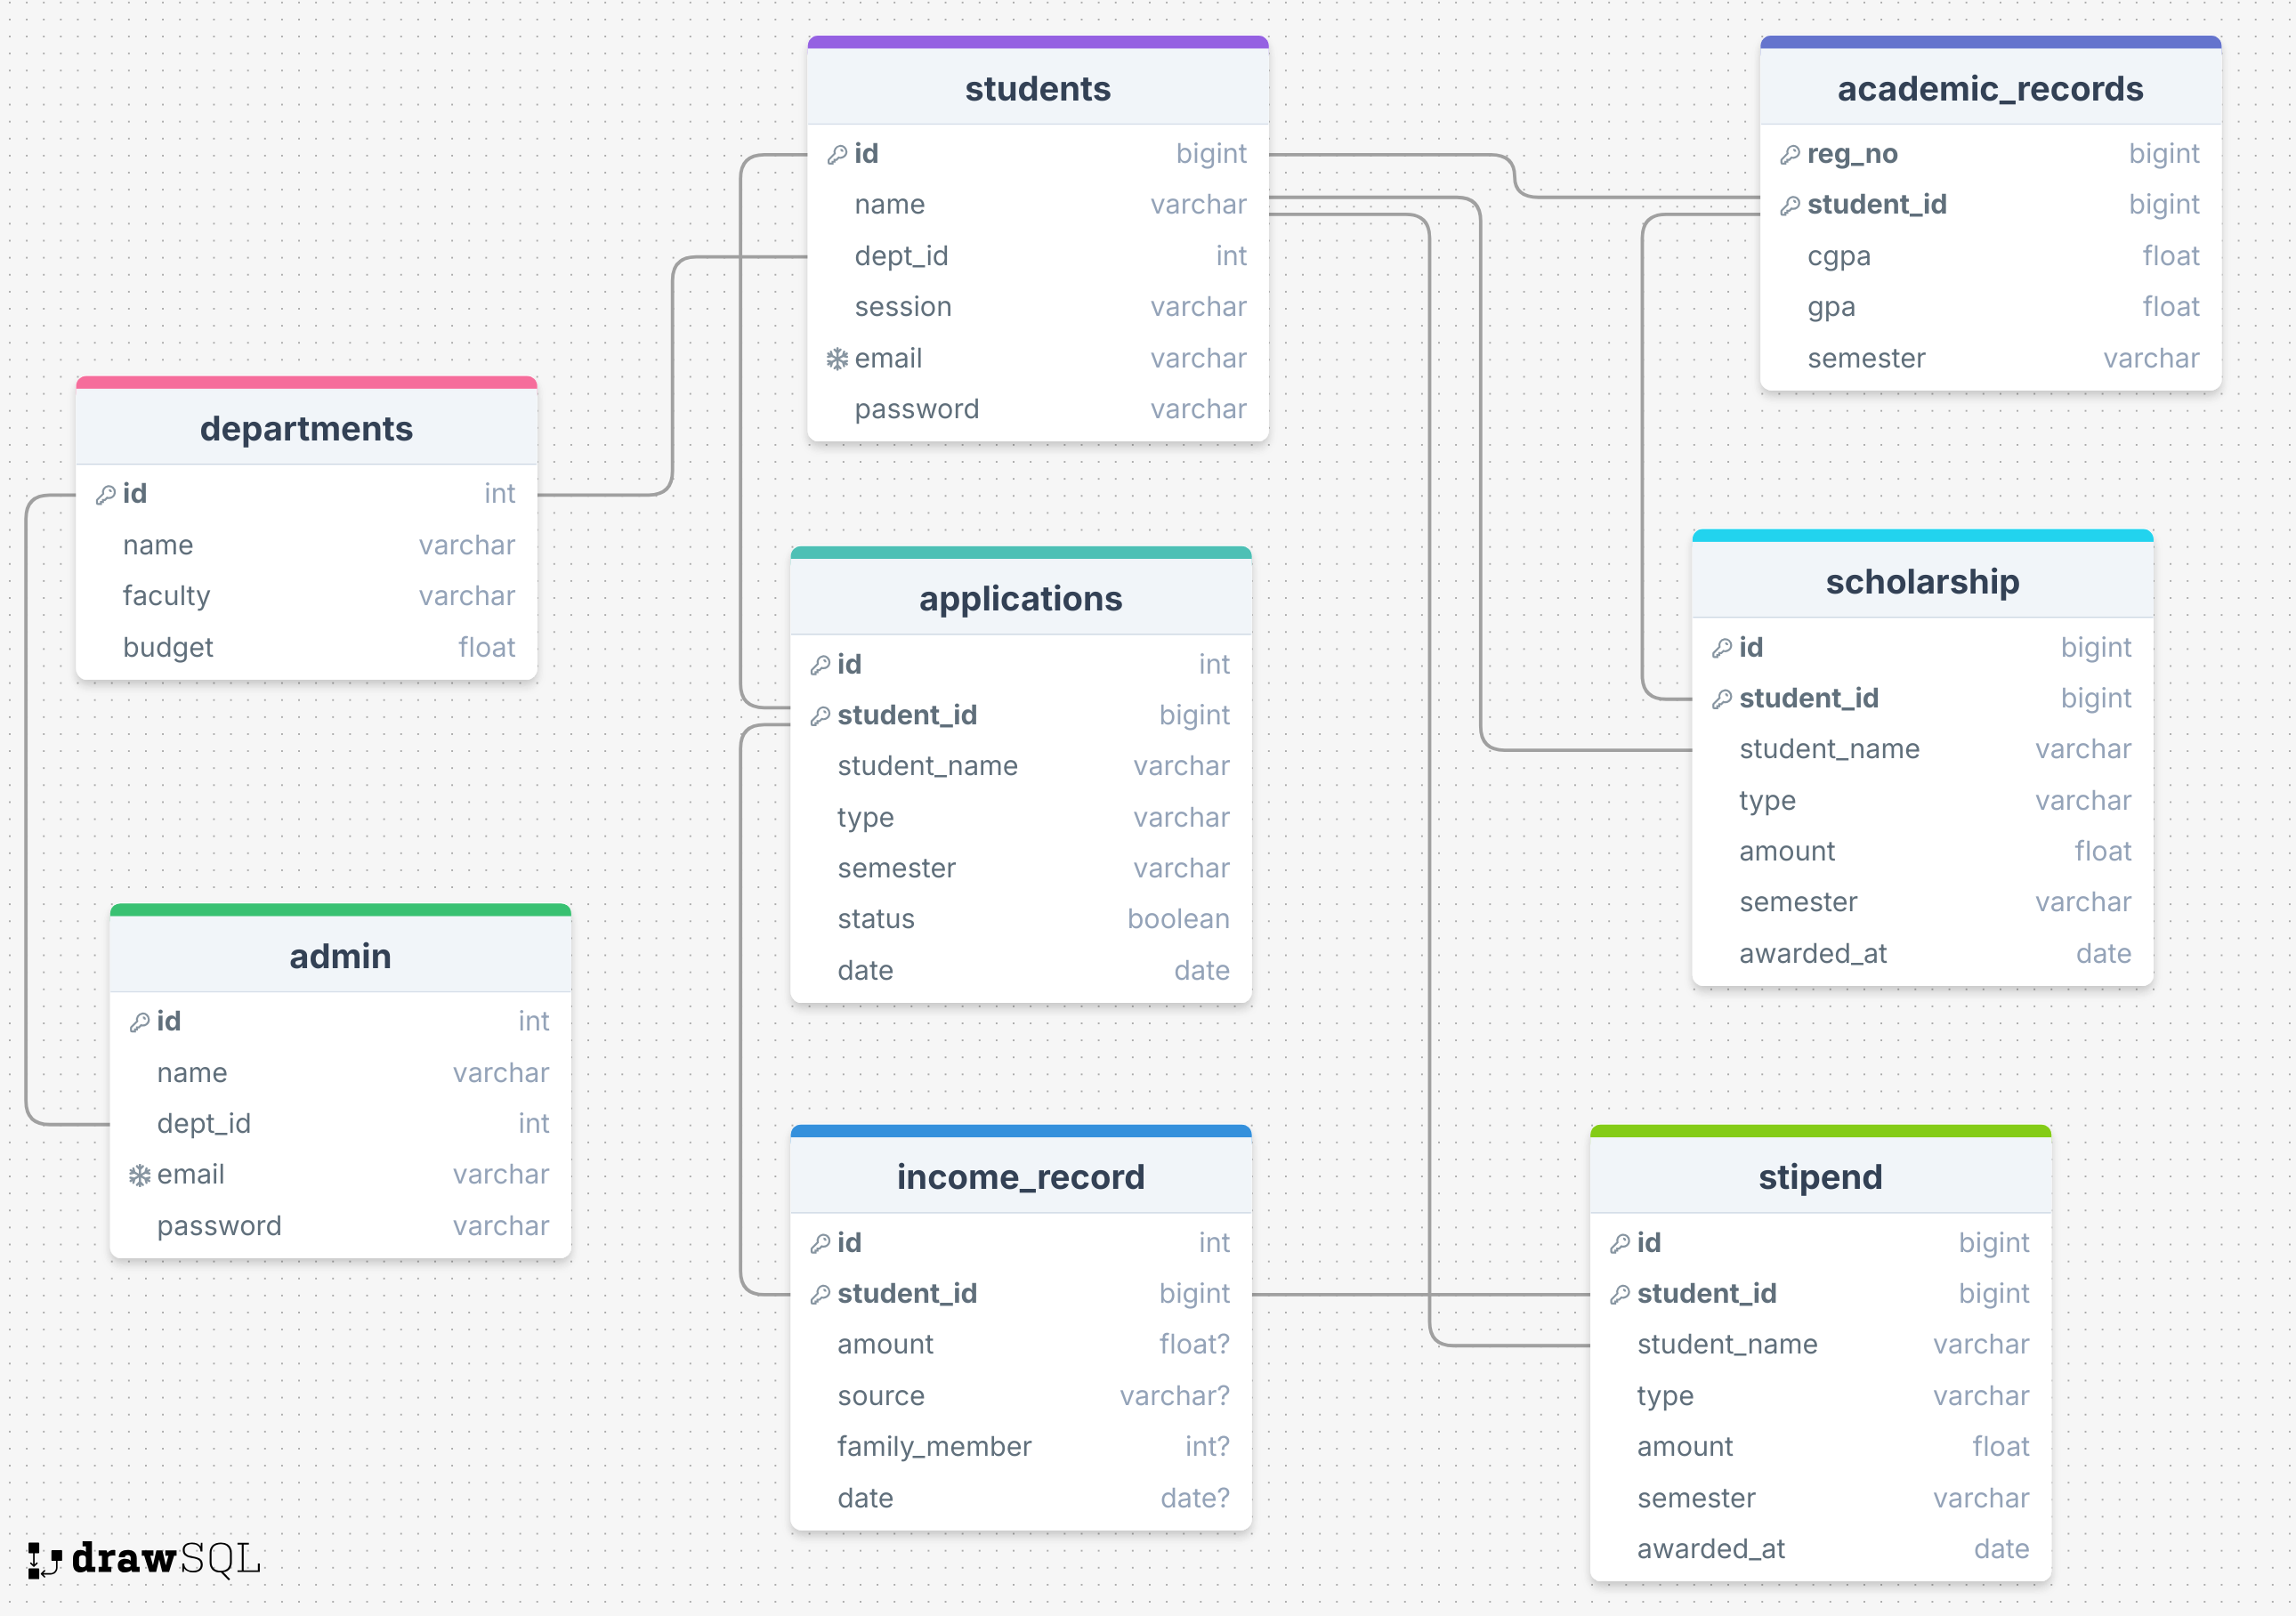 students
id bigint
name varchar
dept_id int
session varchar
email varchar
password varchar
academic_records
reg_no bigint
student_id bigint
cgpa float
gpa float
semester varchar
departments
id int
name varchar
faculty varchar
budget float
applications
id int
student_id bigint
student_name varchar
type varchar
semester varchar
status boolean
date date
scholarship
id bigint
student_id bigint
student_name varchar
type varchar
amount float
semester varchar
awarded_at date
admin
id int
name varchar
dept_id int
email varchar
password varchar
income_record
id int
student_id bigint
amount float?
source varchar?
family_member int?
date date?
stipend
id bigint
student_id bigint
student_name varchar
type varchar
amount float
semester varchar
awarded_at date
drawSQL